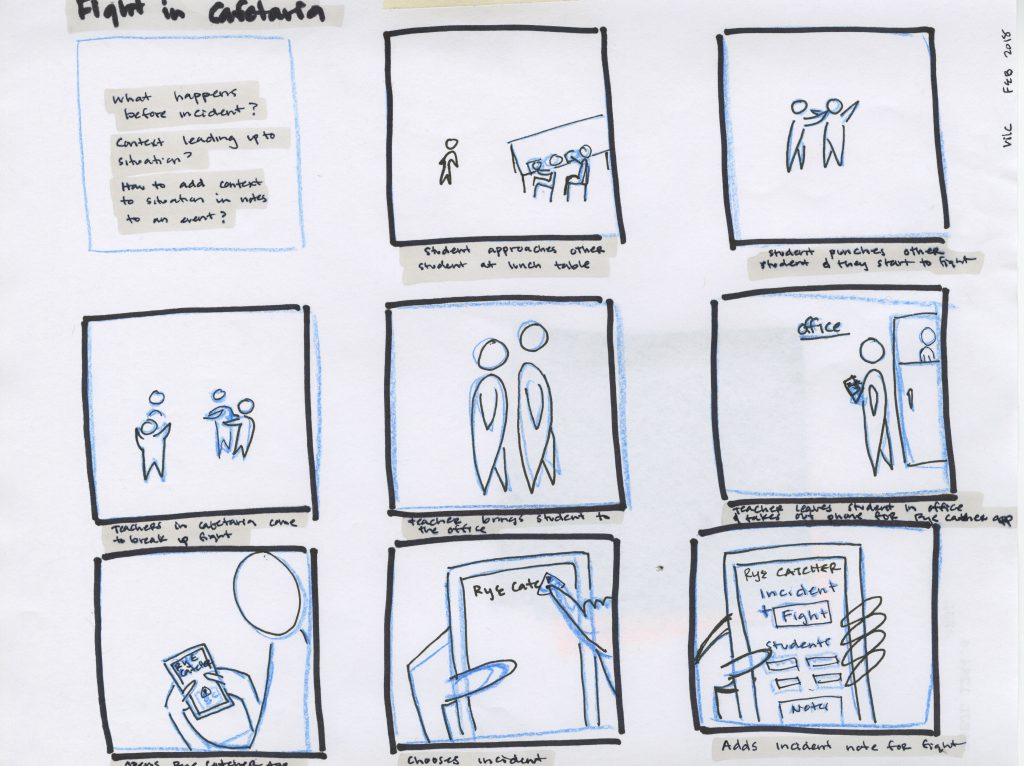 Fight in Cafetaria
VilC FEB 2018
What happens
before incident?
Context leading up to
situation?
How to add context
to situation in notes
to an event?
Student approaches other
student at lunch table
Student punches other
student & they start to fight
Teachers in cafetaria come
to break up fight
Teacher brings student to
the office
office
Teacher leaves student in office
& takes out phone for Rye Catcher app
RYE
Catcher
Opens Rye Catcher app
RYE Catc
Chooses incident
RYE CATCHER
Incident
+ Fight
Students
Notes
Adds incident note for fight